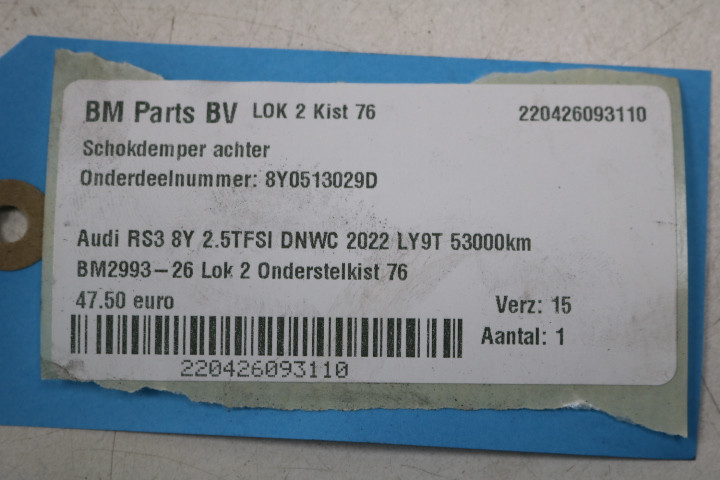 BM Parts BV LOK 2 Kist 76 220426093110
Schokdemper achter
Onderdeelnummer: 8Y0513029D
Audi RS3 8Y 2.5TFSI DNWC 2022 LY9T 53000km
BM2993-26 Lok 2 Onderstelkist 76
47.50 euro Verz: 15
Aantal: 1
220426093110